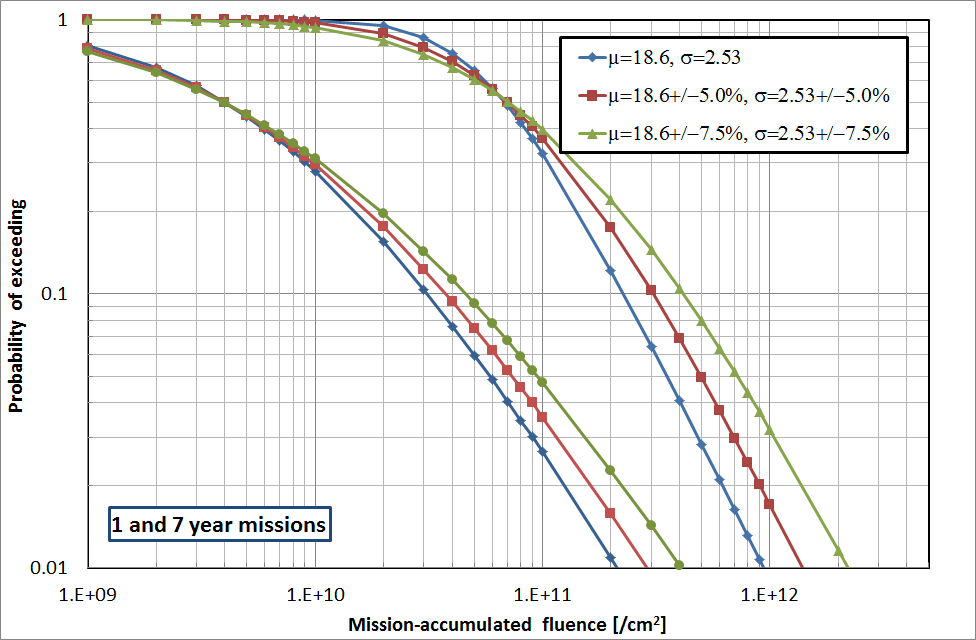 1
μ=18.6, σ=2.53
μ=18.6+/−5.0%, σ=2.53+/−5.0%
μ=18.6+/−7.5%, σ=2.53+/−7.5%
Probability of exceeding
0.1
1 and 7 year missions
0.01
1.E+09 1.E+10 1.E+11 1.E+12
Mission-accumulated fluence [/cm²]